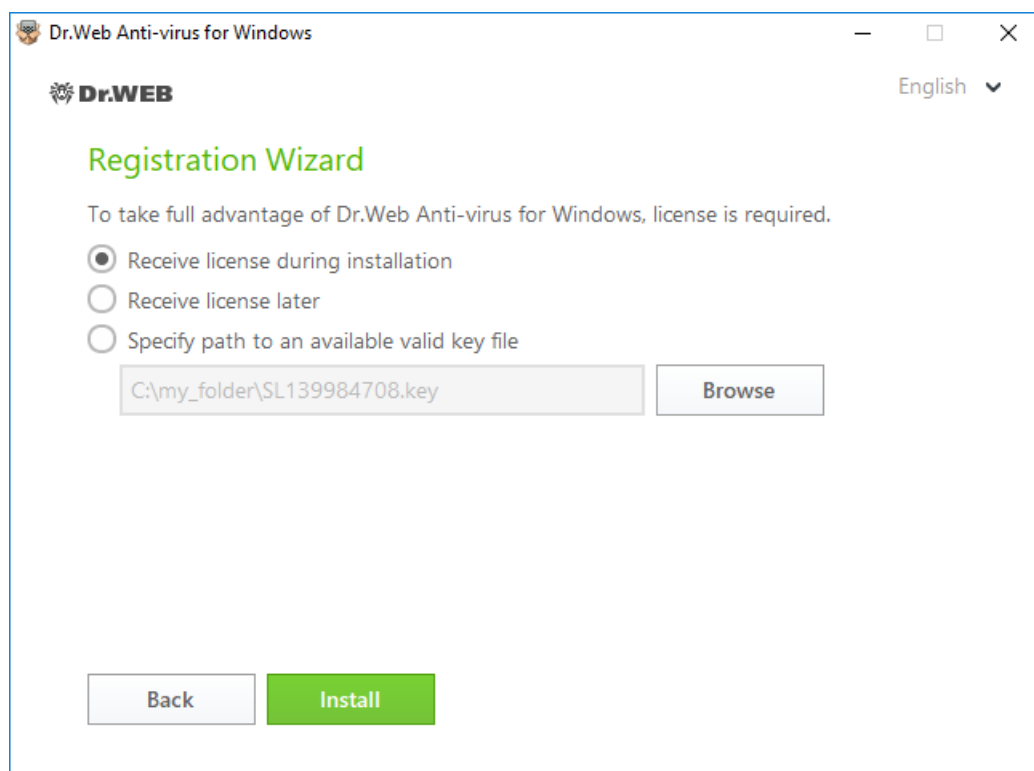 Dr.Web Anti-virus for Windows
Dr.WEB
English
Registration Wizard
To take full advantage of Dr.Web Anti-virus for Windows, license is required.
Receive license during installation
Receive license later
Specify path to an available valid key file
C:\my_folder\SL139984708.key
Browse
Back
Install